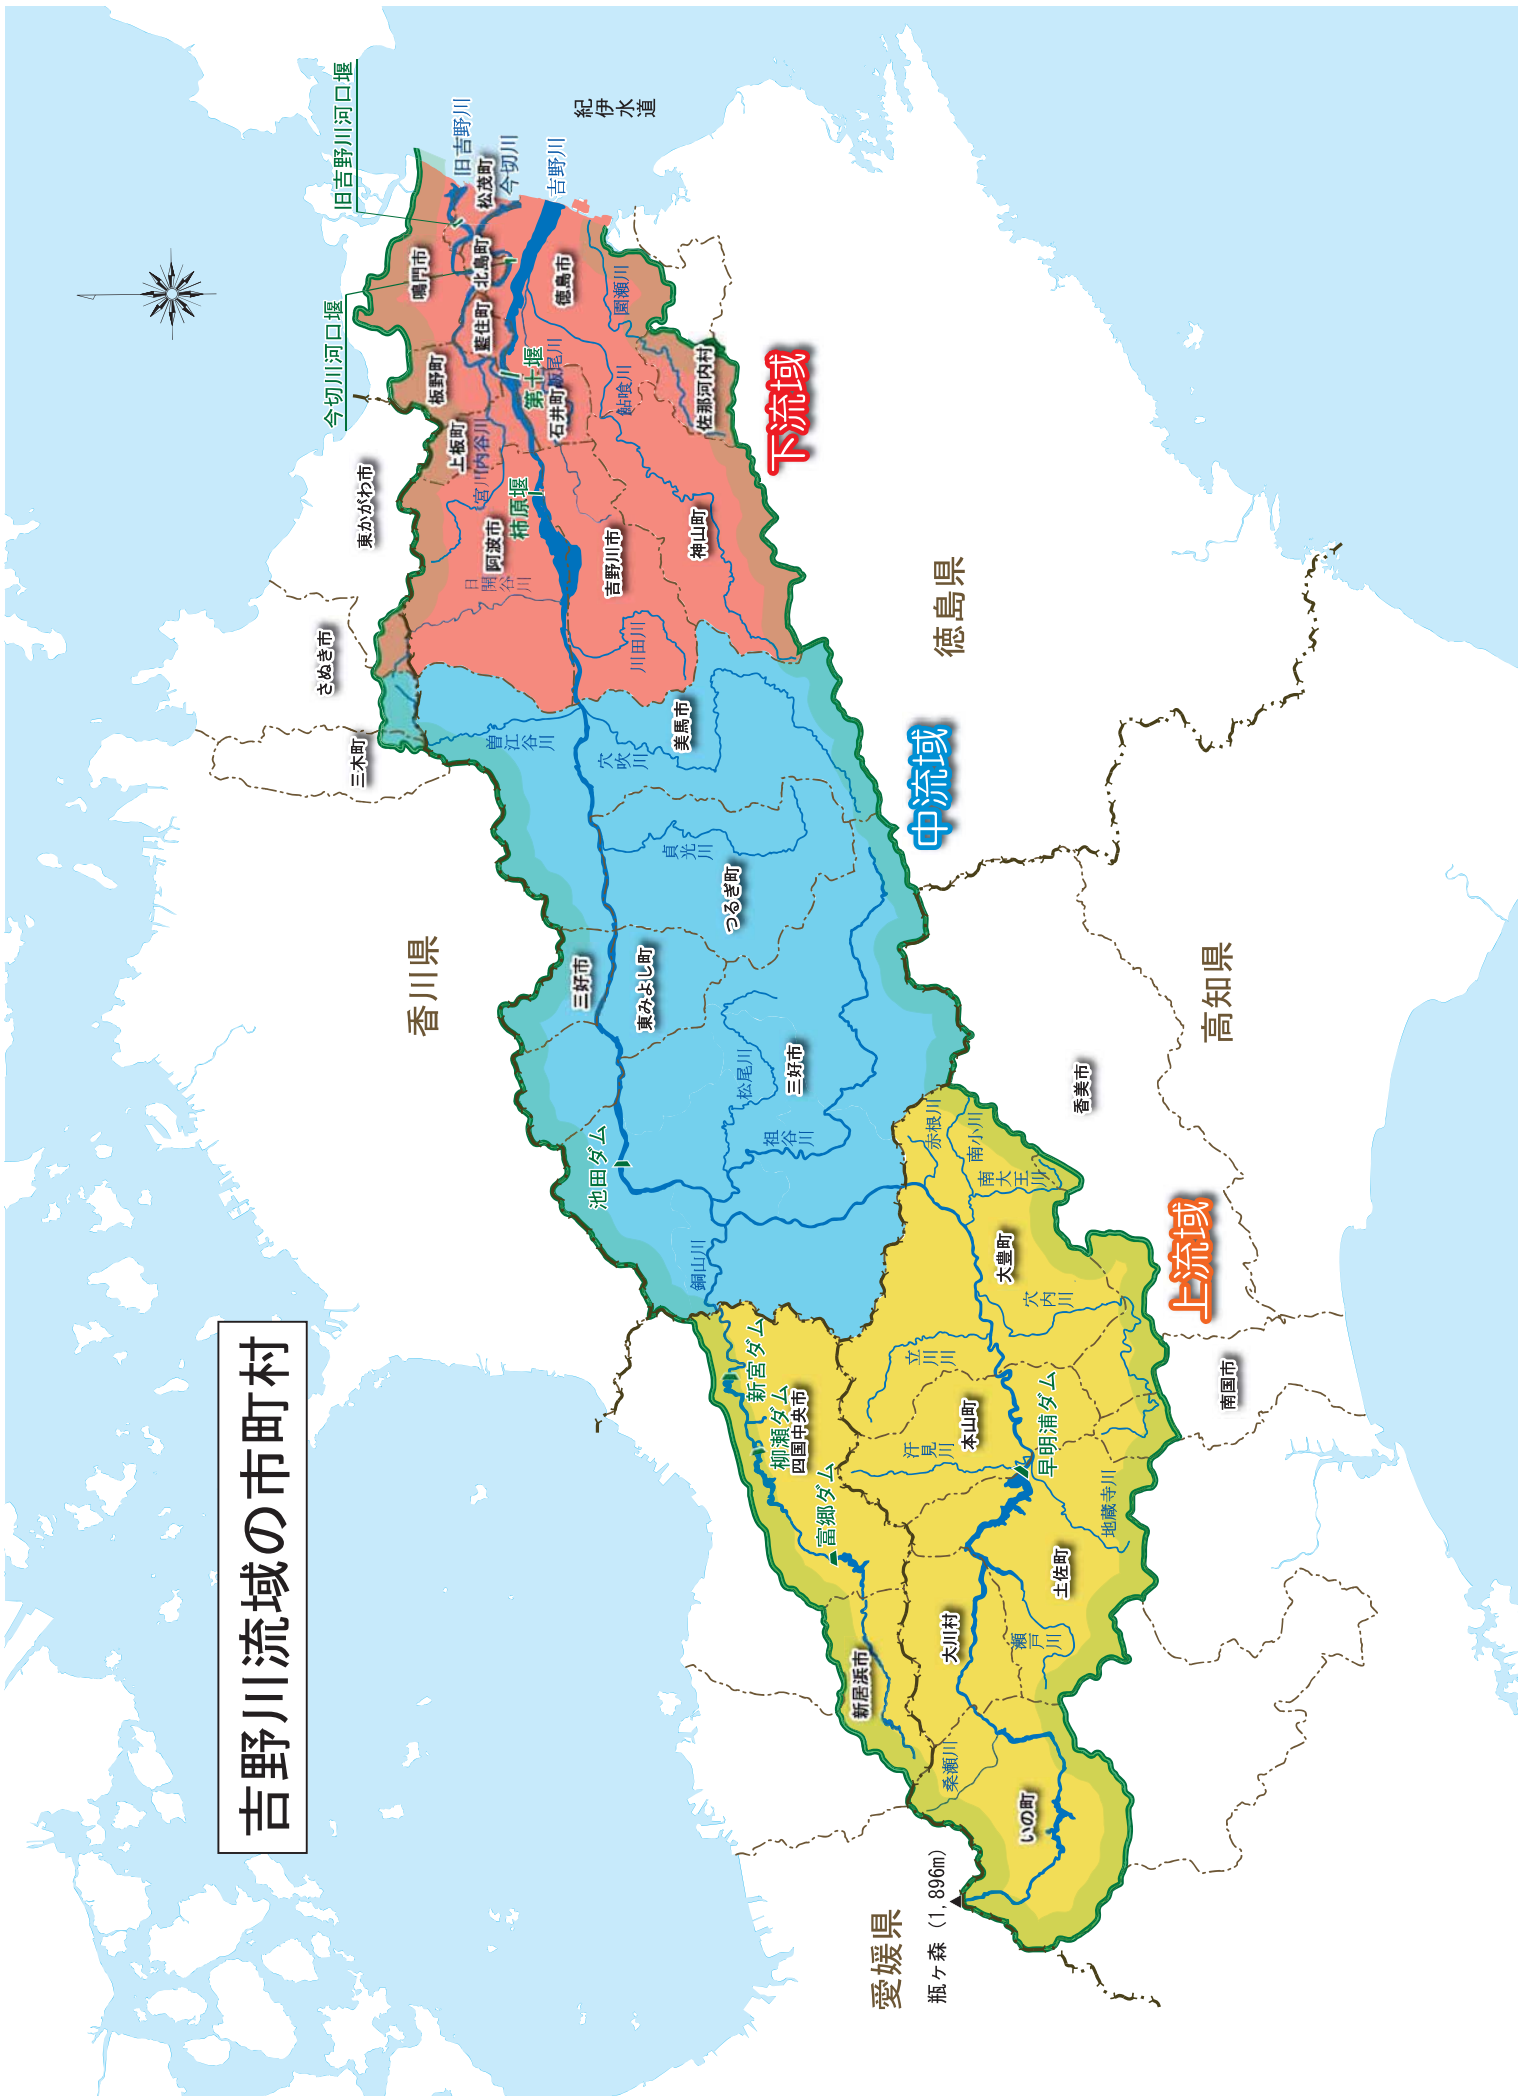 吉野川流域の市町村
旧吉野川河口堰
今切川河口堰
旧吉野川
松茂町
今切川
吉野川
紀伊水道
鳴門市
北島町
藍住町
徳島市
園瀬川
板野町
第十堰
飯尾川
石井町
鮎喰川
佐那河内村
上板町
宮川内谷川
柿原堰
阿波市
日開谷川
吉野川市
神山町
川田川
下流域
東かがわ市
さぬき市
三木町
香川県
徳島県
曽江谷川
穴吹川
美馬市
貞光川
つるぎ町
中流域
三好市
東みよし町
松尾川
三好市
祖谷川
池田ダム
銅山川
高知県
香美市
赤根川
南小川
南大王川
上流域
大豊町
穴内川
立川川
新宮ダム
柳瀬ダム
四国中央市
富郷ダム
汗見川
本山町
早明浦ダム
地蔵寺川
南国市
土佐町
大川村
瀬戸川
新居浜市
桑瀬川
いの町
瓶ヶ森（1,896m）
愛媛県